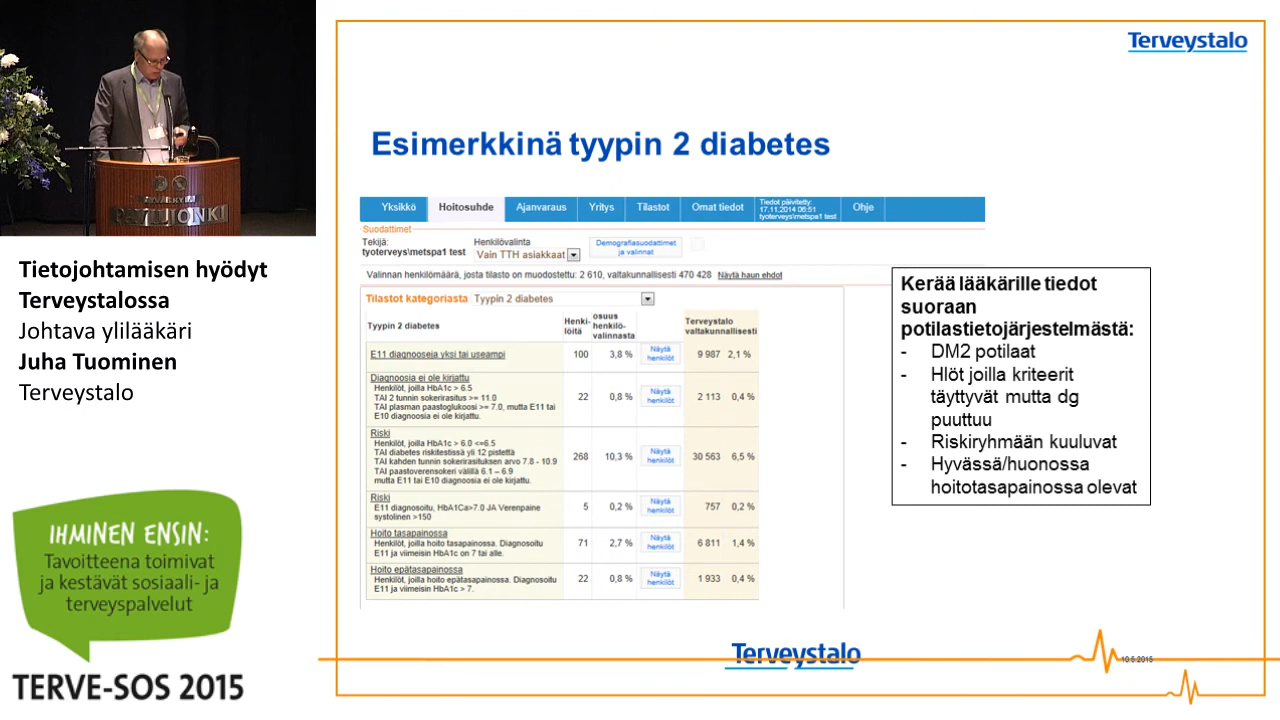 PAVILJONKI
Tietojohtamisen hyödyt
Terveystalossa
Johtava ylilääkäri
Juha Tuominen
Terveystalo
IHMINEN ENSIN:
Tavoitteena toimivat
ja kestävät sosiaali- ja
terveyspalvelut
TERVE-SOS 2015
Terveystalo
Esimerkkinä tyypin 2 diabetes
Yksikkö Hoitosuhde Ajanvaraus Yritys Tilastot Omat tiedot Tiedot päivitetty: 17.11.2014 06:51 tyoterveys\metspa1 test Ohje
Suodattimet
Tekijä: Henkilövalinta
tyoterveys\metspa1 test Vain TTH asiakkaat Demografiasuodattimet ja valinnat
Valinnan henkilömäärä, josta tilasto on muodostettu: 2 610, valtakunnallisesti 470 428 Näytä haun ehdot
Tilastot kategoriasta Tyypin 2 diabetes
Tyypin 2 diabetes Henki-löitä osuus henkilö-valinnasta Terveystalo valtakunnallisesti
E11 diagnooseja yksi tai useampi 100 3,8 % Näytä henkilöt 9 987 2,1 %
Diagnoosia ei ole kirjattu
Henkilöt, joilla HbA1c > 6.5
TAI 2 tunnin sokerirasitus >= 11.0 22 0,8 % Näytä henkilöt 2 113 0,4 %
TAI plasman paastoglukoosi >= 7.0, mutta E11 tai
E10 diagnoosia ei ole kirjattu.
Riski
Henkilöt, joilla HbA1c > 6.0 <=6.5
TAI diabetes riskitestissä yli 12 pistettä
TAI kahden tunnin sokerirasituksen arvo 7.8 - 10.9 268 10,3 % Näytä henkilöt 30 563 6,5 %
TAI paastoverensokeri välillä 6.1 – 6.9
mutta E11 tai E10 diagnoosia ei ole kirjattu.
Riski
E11 diagnosoitu, HbA1Ca>7.0 JA Verenpaine 5 0,2 % Näytä henkilöt 757 0,2 %
systolinen >150
Hoito tasapainossa
Henkilöt, joilla hoito tasapainossa. Diagnosoitu 71 2,7 % Näytä henkilöt 6 811 1,4 %
E11 ja viimeisin HbA1c on 7 tai alle.
Hoito epätasapainossa
Henkilöt, joilla hoito epätasapainossa. Diagnosoitu 22 0,8 % Näytä henkilöt 1 933 0,4 %
E11 ja viimeisin HbA1c > 7.
Kerää lääkärille tiedot
suoraan
potilastietojärjestelmästä:
- DM2 potilaat
- Hlöt joilla kriteerit
täyttyvät mutta dg
puuttuu
- Riskiryhmään kuuluvat
- Hyvässä/huonossa
hoitotasapainossa olevat
Terveystalo
10.5.2015